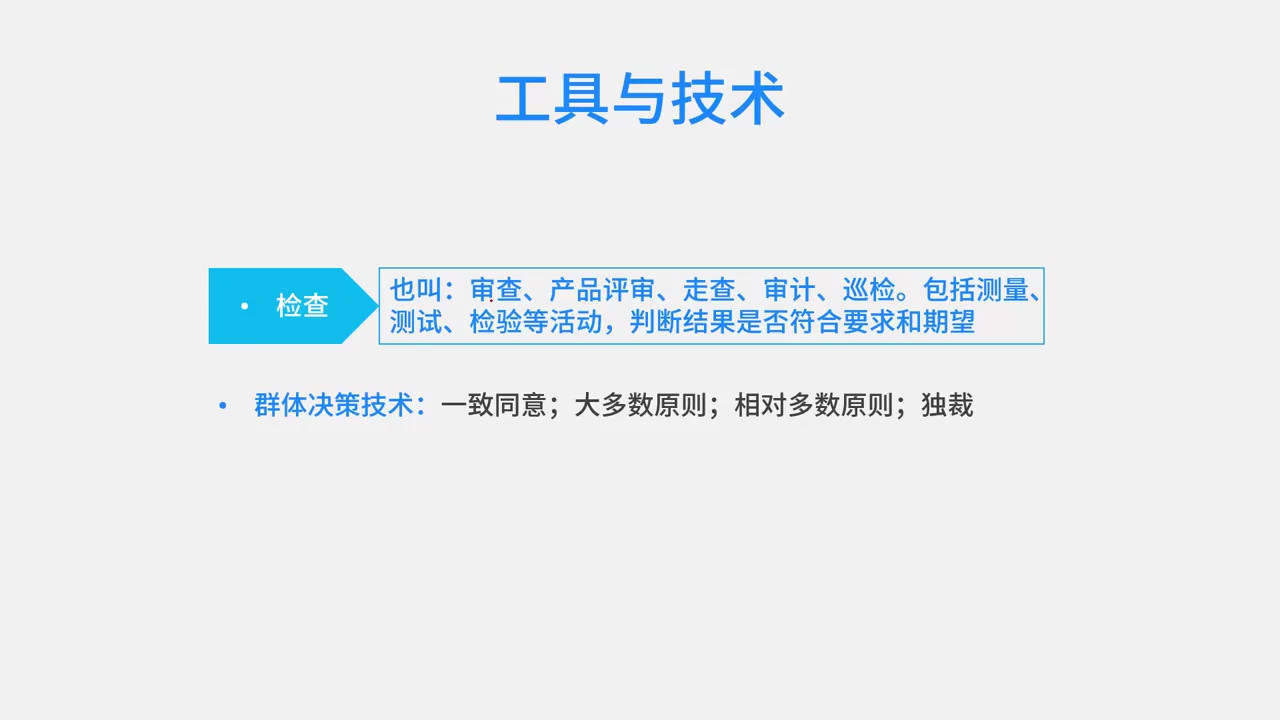 工具与技术
• 检查
也叫：审查、产品评审、走查、审计、巡检。包括测量、
测试、检验等活动，判断结果是否符合要求和期望
• 群体决策技术：一致同意；大多数原则；相对多数原则；独裁